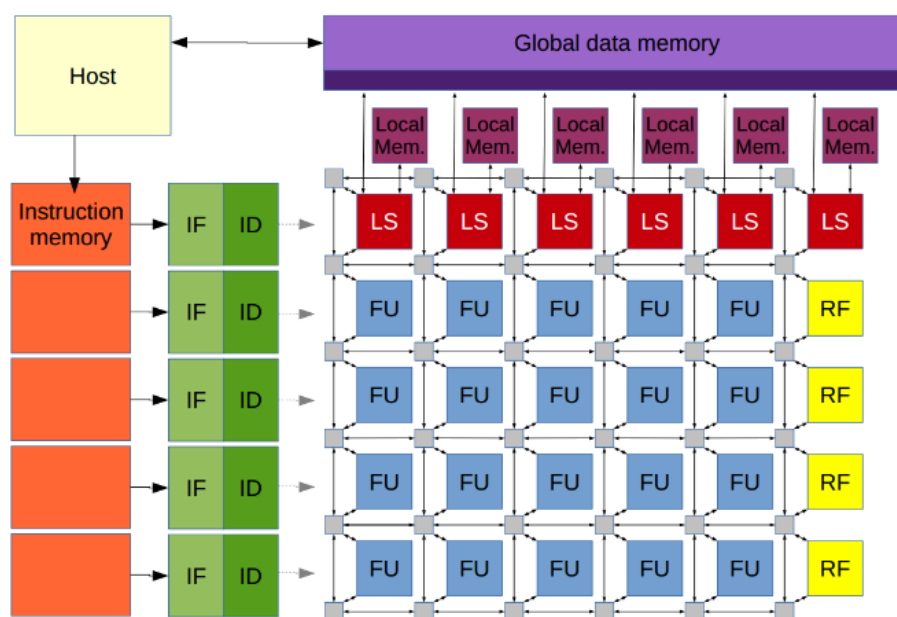 Global data memory
Host
Local
Mem.
Local
Mem.
Local
Mem.
Local
Mem.
Local
Mem.
Local
Mem.
Instruction
memory
IF ID
LS LS LS LS LS LS
IF ID
FU FU FU FU FU RF
IF ID
FU FU FU FU FU RF
IF ID
FU FU FU FU FU RF
IF ID
FU FU FU FU FU RF